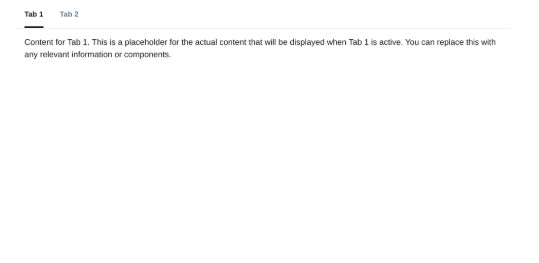 Tab 1 Tab 2
Content for Tab 1. This is a placeholder for the actual content that will be displayed when Tab 1 is active. You can replace this with
any relevant information or components.